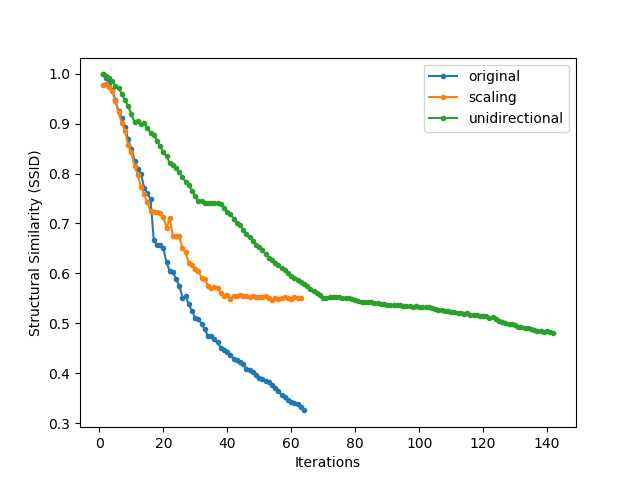 original
scaling
unidirectional
Structural Similarity (SSID)
1.0
0.9
0.8
0.7
0.6
0.5
0.4
0.3
0 20 40 60 80 100 120 140
Iterations